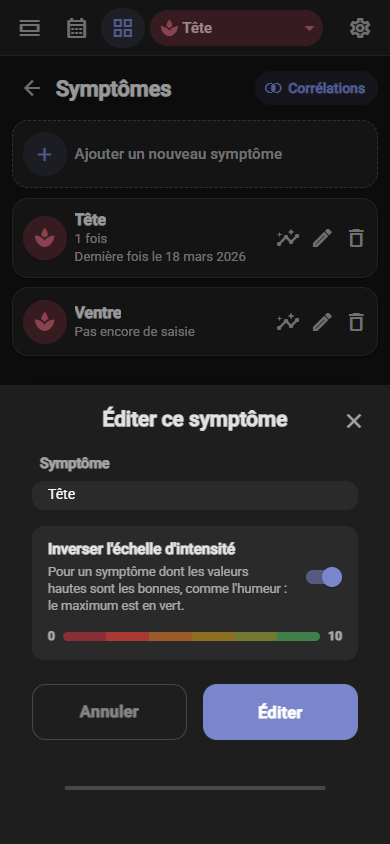 Tête
Symptômes
Corrélations
Ajouter un nouveau symptôme
Tête
1 fois
Dernière fois le 18 mars 2026
Ventre
Pas encore de saisie
Éditer ce symptôme
Symptôme
Tête
Inverser l'échelle d'intensité
Pour un symptôme dont les valeurs
hautes sont les bonnes, comme l'humeur :
le maximum est en vert.
0 10
Annuler
Éditer